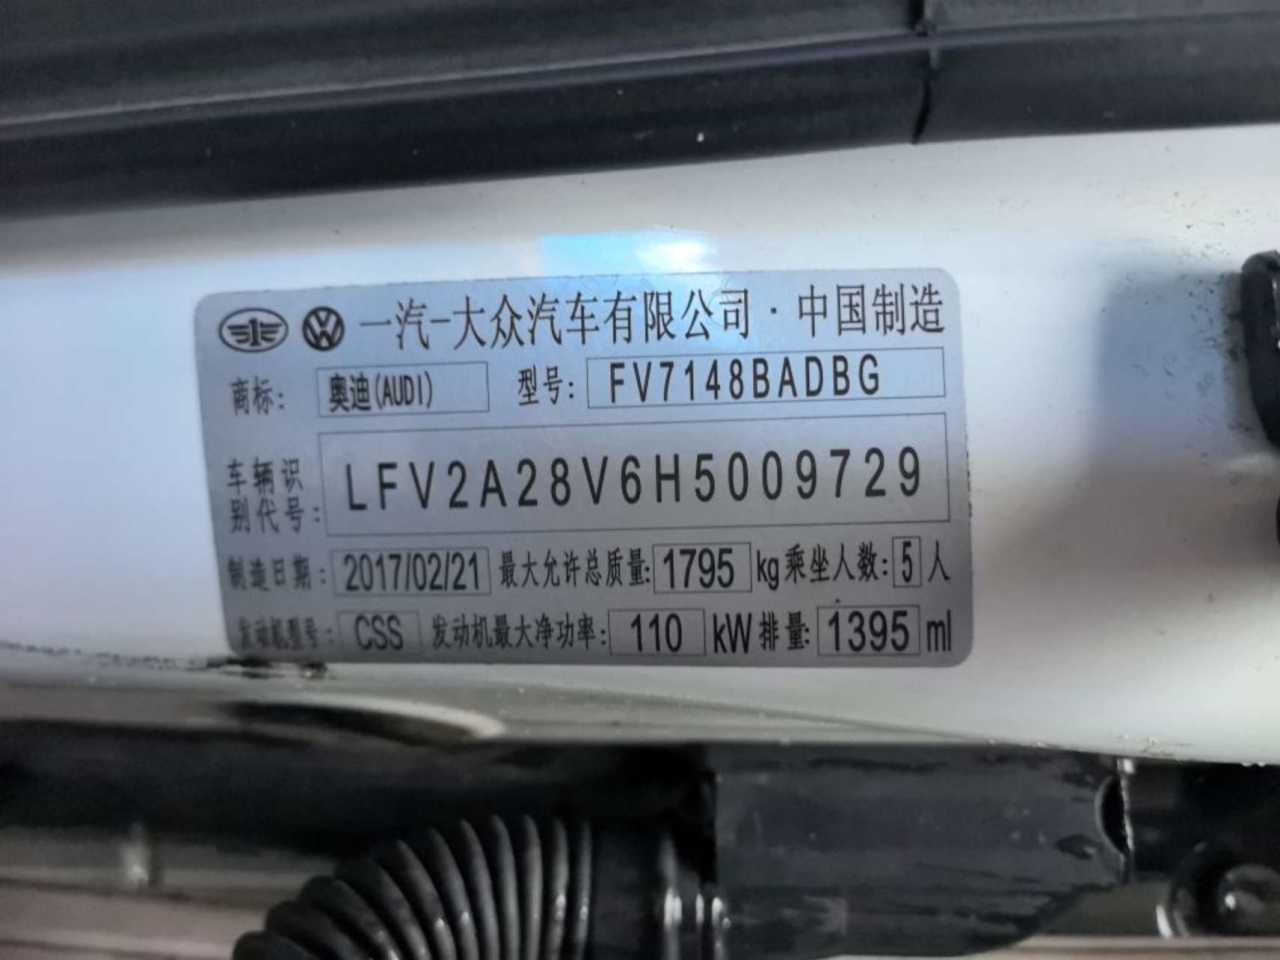 一汽-大众汽车有限公司·中国制造
商标: 奥迪(AUDI) 型号: FV7148BADBG
车辆识别代号: LFV2A28V6H5009729
制造日期: 2017/02/21 最大允许总质量: 1795 kg 乘坐人数: 5 人
发动机型号: CSS 发动机最大净功率: 110 kW 排量: 1395 ml